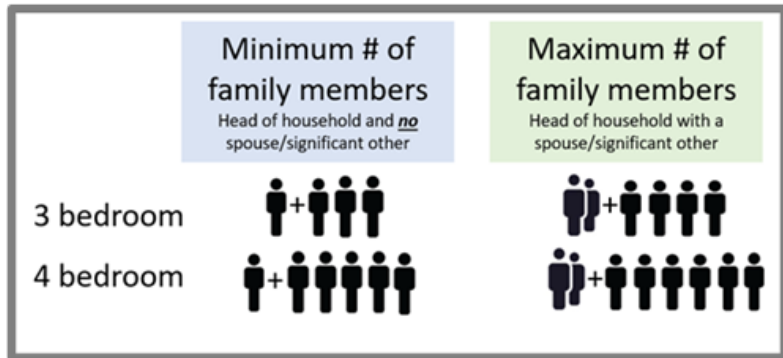 Minimum # of
family members
Head of household and no
spouse/significant other
Maximum # of
family members
Head of household with a
spouse/significant other
3 bedroom
+
+
4 bedroom
+
+